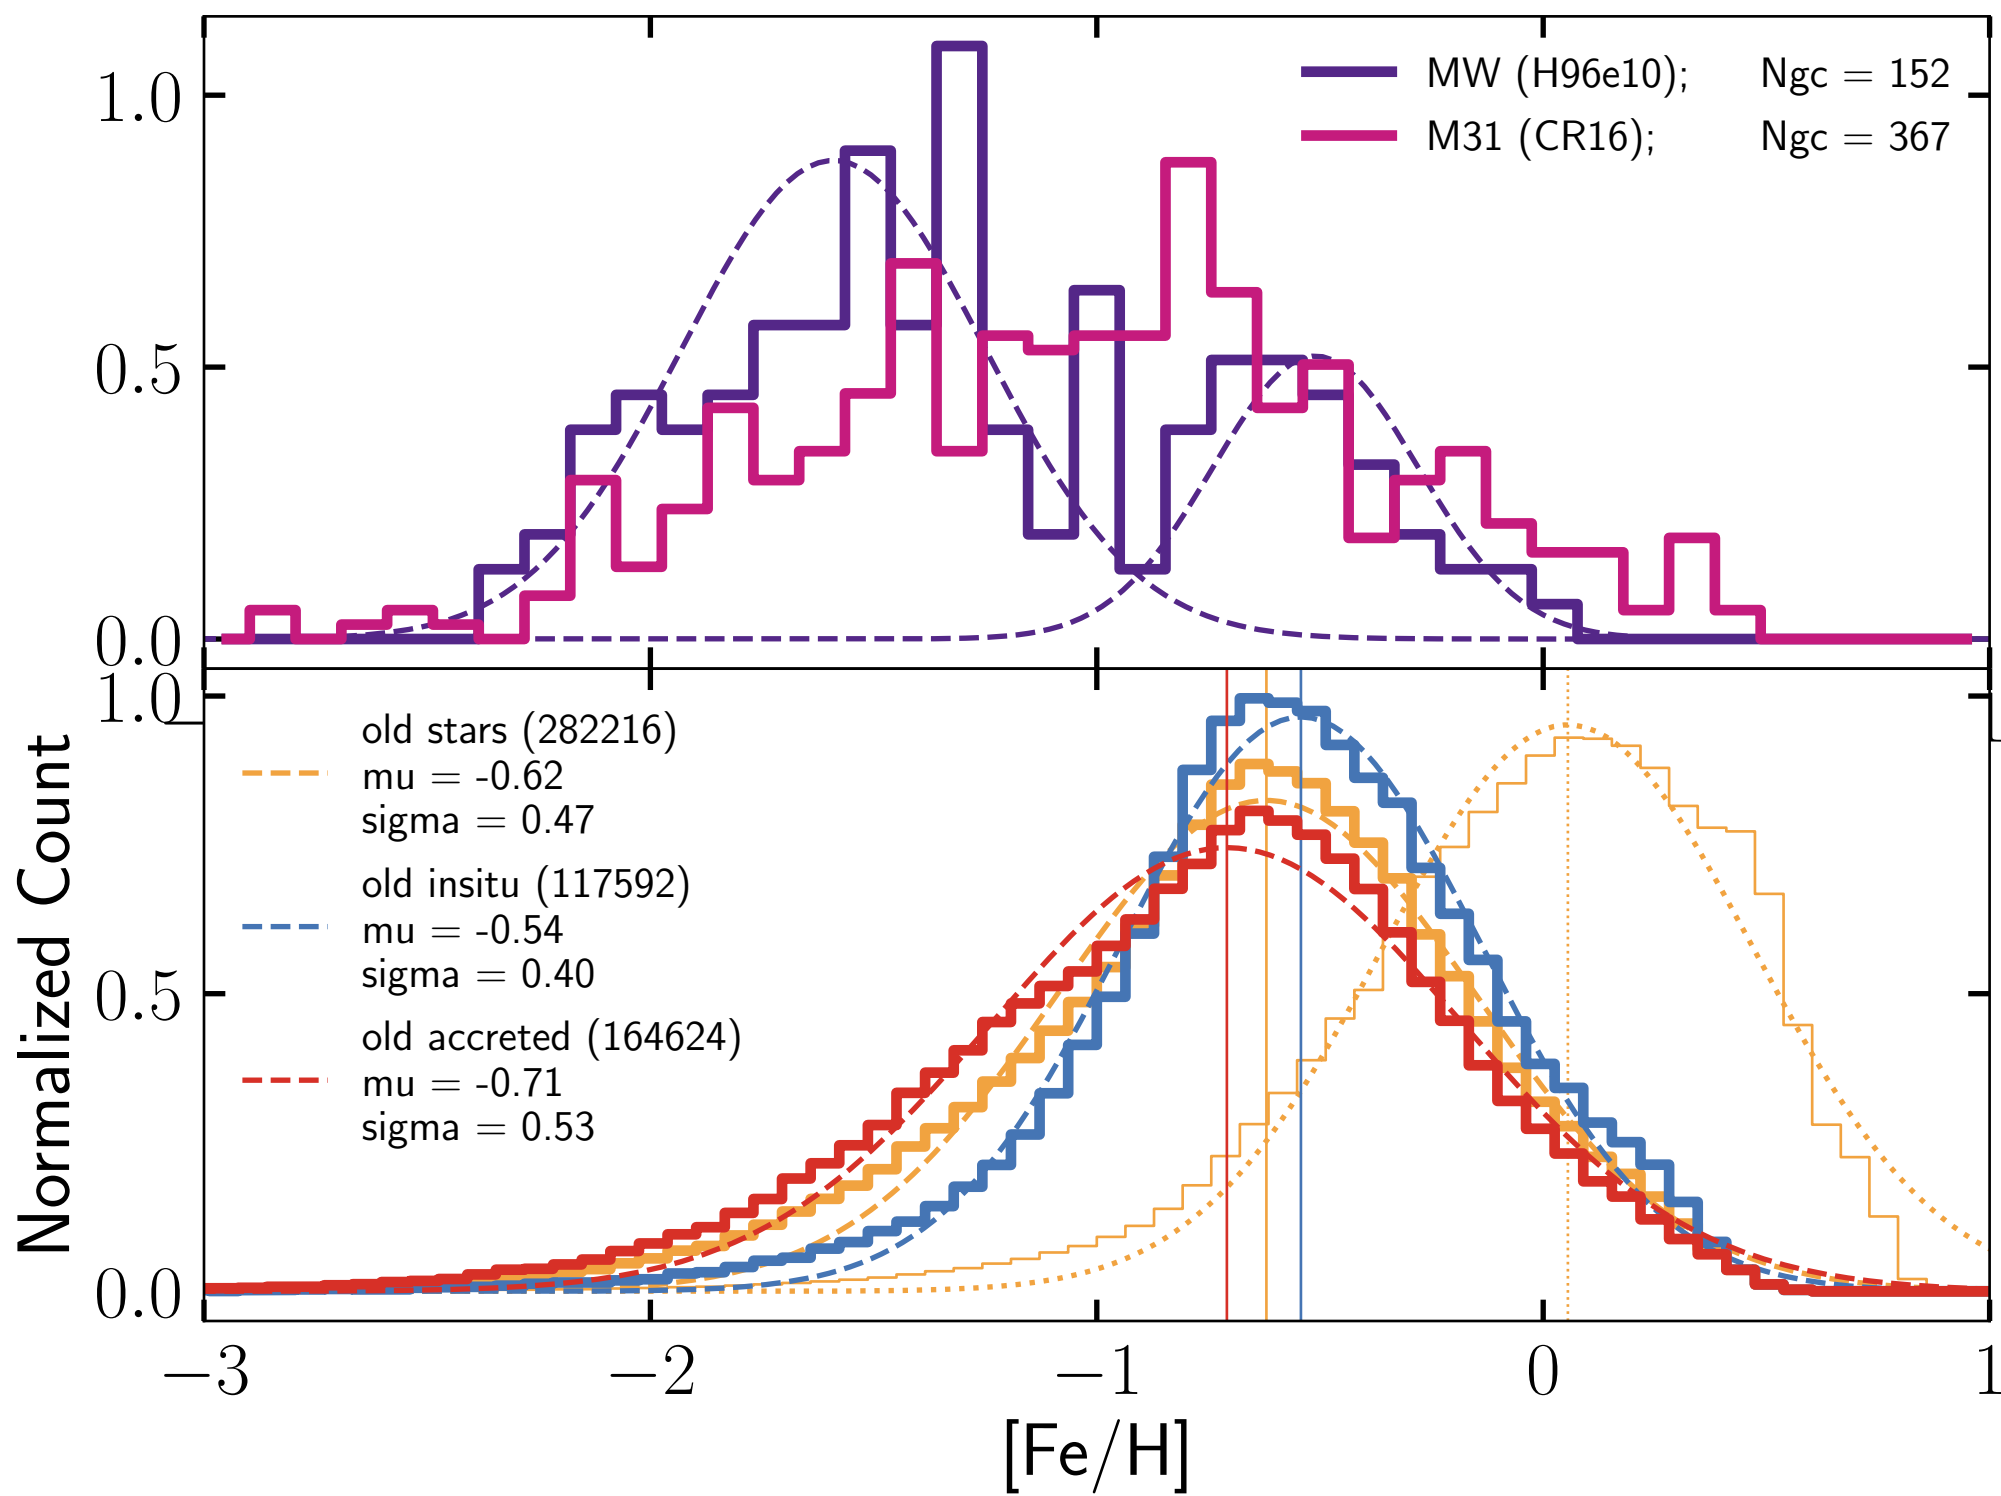 1.0
0.5
0.0
MW (H96e10); Ngc = 152
M31 (CR16); Ngc = 367
1.0
0.5
0.0
Normalized Count
old stars (282216)
mu = -0.62
sigma = 0.47
old insitu (117592)
mu = -0.54
sigma = 0.40
old accreted (164624)
mu = -0.71
sigma = 0.53
−3 −2 −1 0 1
[Fe/H]